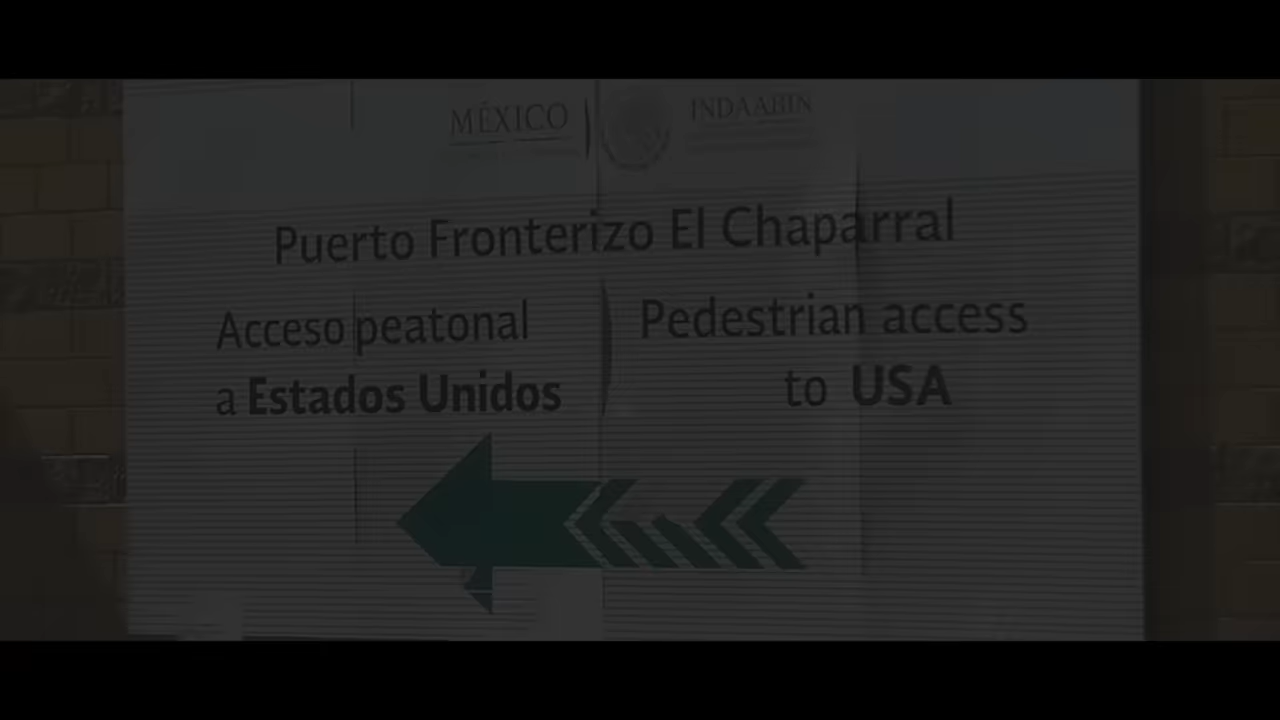 MÉXICO INDAABIN
Puerto Fronterizo El Chaparral
Acceso peatonal
a Estados Unidos
Pedestrian access
to USA